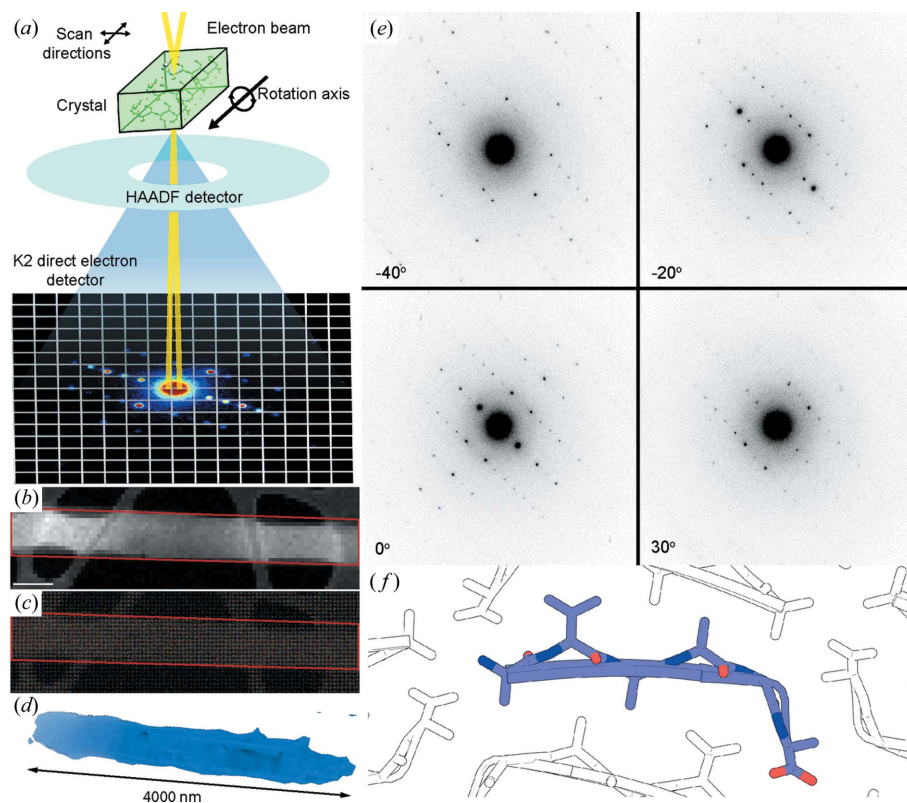 (a)
Scan
directions
Electron beam
Crystal
Rotation axis
HAADF detector
K2 direct electron
detector
(b)
(c)
(d)
4000 nm
(e)
-40°
-20°
0°
30°
(f)